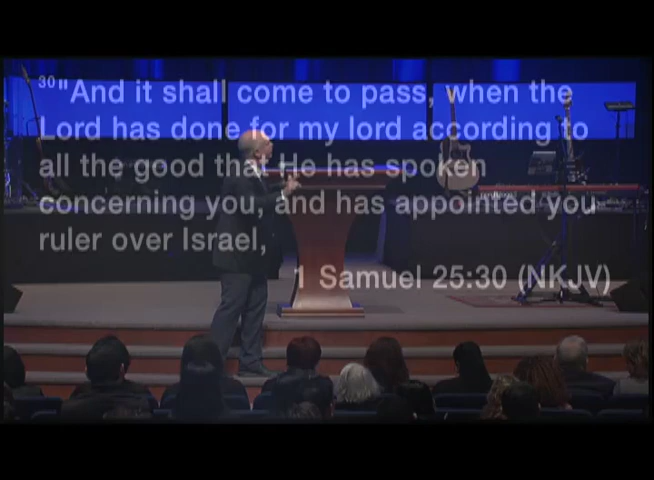 30"And it shall come to pass, when the
Lord has done for my lord according to
all the good that He has spoken
concerning you, and has appointed you
ruler over Israel,
1 Samuel 25:30 (NKJV)